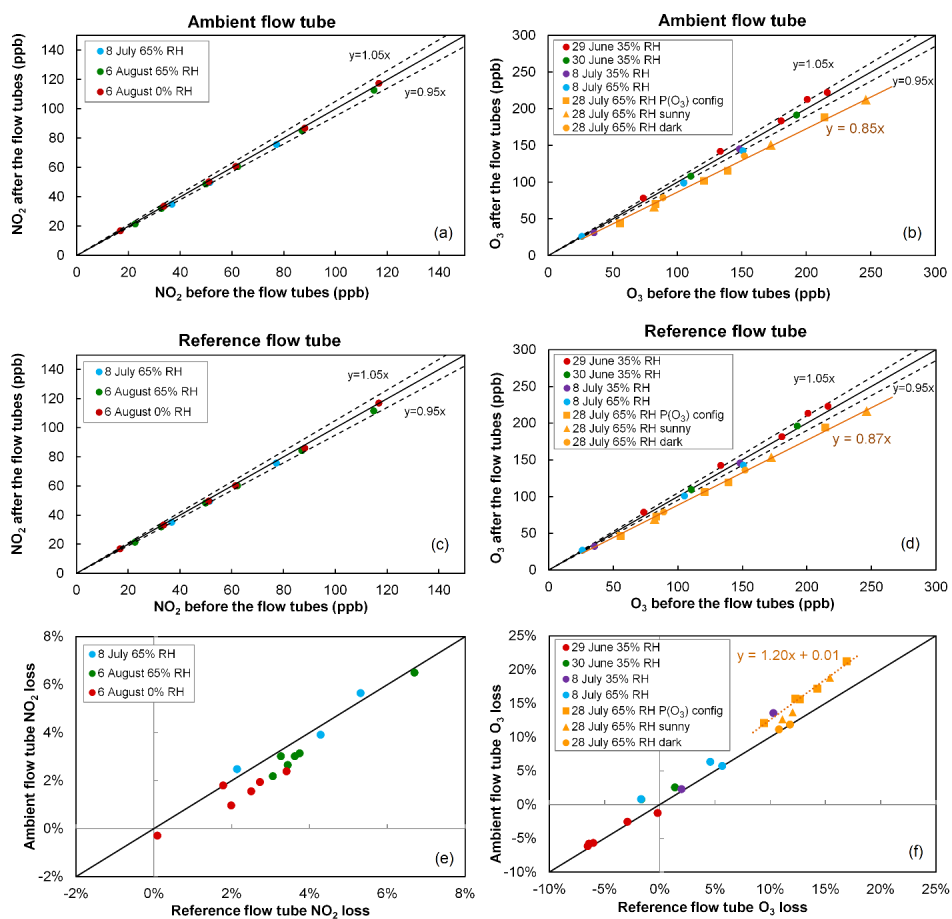 Ambient flow tube
NO2 after the flow tubes (ppb)
140
120
100
80
60
40
20
0
8 July 65% RH
6 August 65% RH
6 August 0% RH
y=1.05x
y=0.95x
(a)
0 20 40 60 80 100 120 140
NO2 before the flow tubes (ppb)
Ambient flow tube
O3 after the flow tubes (ppb)
300
250
200
150
100
50
0
29 June 35% RH
30 June 35% RH
8 July 35% RH
8 July 65% RH
28 July 65% RH P(O3) config
28 July 65% RH sunny
28 July 65% RH dark
y=1.05x
y=0.95x
y = 0.85x
(b)
0 50 100 150 200 250 300
O3 before the flow tubes (ppb)
Reference flow tube
NO2 after the flow tubes (ppb)
140
120
100
80
60
40
20
0
8 July 65% RH
6 August 65% RH
6 August 0% RH
y=1.05x
y=0.95x
(c)
0 20 40 60 80 100 120 140
NO2 before the flow tubes (ppb)
Reference flow tube
O3 after the flow tubes (ppb)
300
250
200
150
100
50
0
29 June 35% RH
30 June 35% RH
8 July 35% RH
8 July 65% RH
28 July 65% RH P(O3) config
28 July 65% RH sunny
28 July 65% RH dark
y=1.05x
y=0.95x
y = 0.87x
(d)
0 50 100 150 200 250 300
O3 before the flow tubes (ppb)
Ambient flow tube NO2 loss
8%
6%
4%
2%
0%
-2%
8 July 65% RH
6 August 65% RH
6 August 0% RH
(e)
-2% 0% 2% 4% 6% 8%
Reference flow tube NO2 loss
Ambient flow tube O3 loss
25%
20%
15%
10%
5%
0%
-5%
-10%
29 June 35% RH
30 June 35% RH
8 July 35% RH
8 July 65% RH
28 July 65% RH P(O3) config
28 July 65% RH sunny
28 July 65% RH dark
y = 1.20x + 0.01
(f)
-10% -5% 0% 5% 10% 15% 20% 25%
Reference flow tube O3 loss